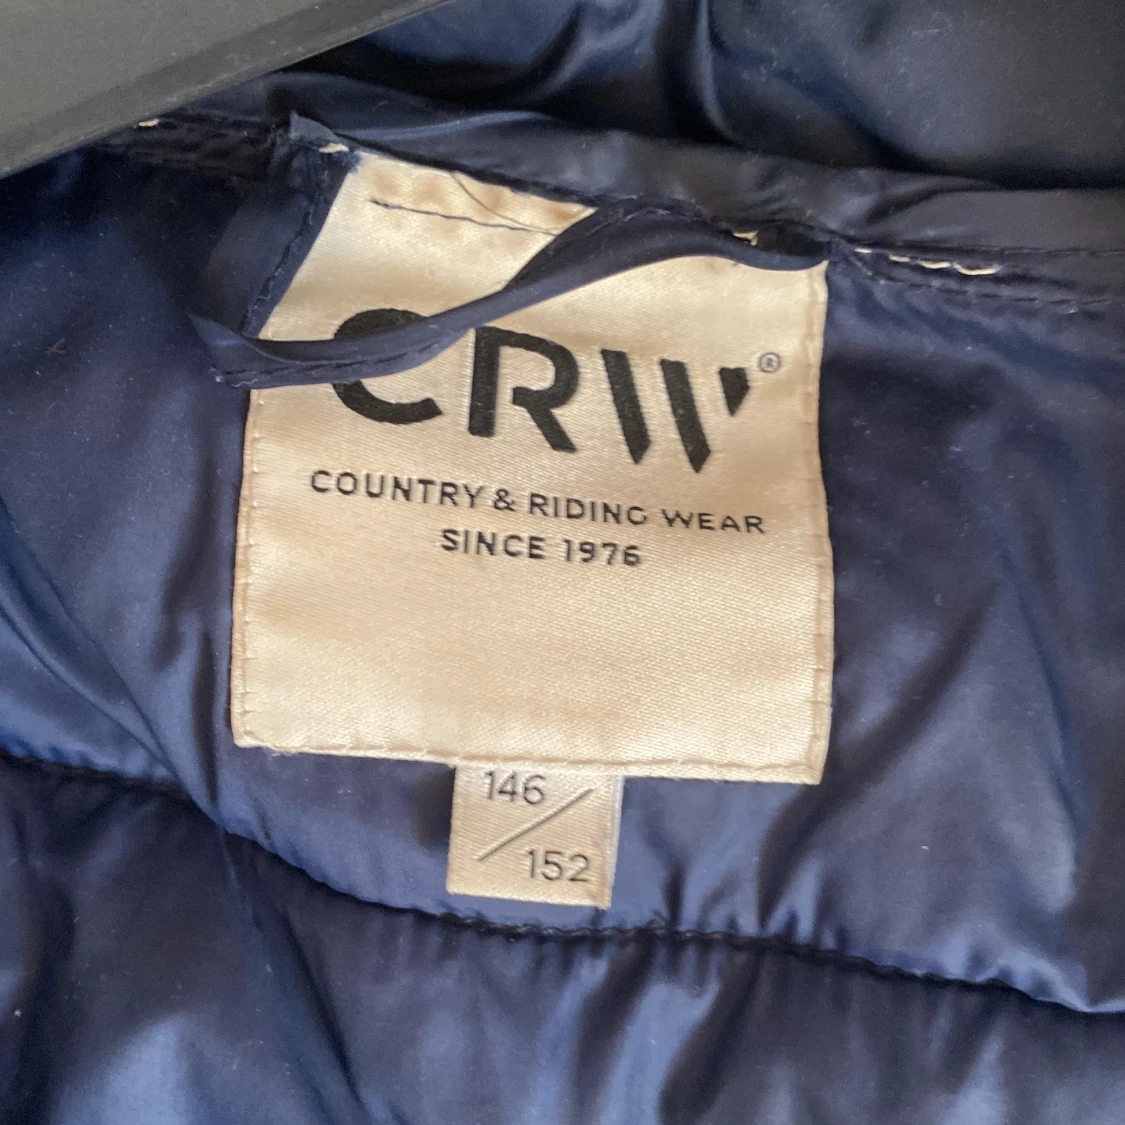 CRW®
COUNTRY & RIDING WEAR
SINCE 1976
146/
152